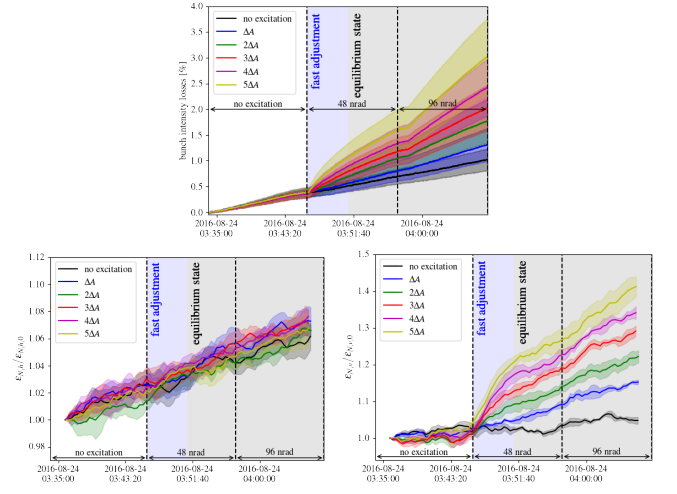 4.0
3.5
3.0
2.5
2.0
1.5
1.0
0.5
0.0
bunch intensity losses [%]
no excitation
ΔA
2ΔA
3ΔA
4ΔA
5ΔA
fast adjustment
equilibrium state
no excitation
48 nrad
96 nrad
2016-08-24 03:35:00
2016-08-24 03:43:20
2016-08-24 03:51:40
2016-08-24 04:00:00
1.12
1.10
1.08
1.06
1.04
1.02
1.00
0.98
no excitation
ΔA
2ΔA
3ΔA
4ΔA
5ΔA
fast adjustment
equilibrium state
no excitation
48 nrad
96 nrad
2016-08-24 03:35:00
2016-08-24 03:43:20
2016-08-24 03:51:40
2016-08-24 04:00:00
1.5
1.4
1.3
1.2
1.1
1.0
no excitation
ΔA
2ΔA
3ΔA
4ΔA
5ΔA
fast adjustment
equilibrium state
no excitation
48 nrad
96 nrad
2016-08-24 03:35:00
2016-08-24 03:43:20
2016-08-24 03:51:40
2016-08-24 04:00:00